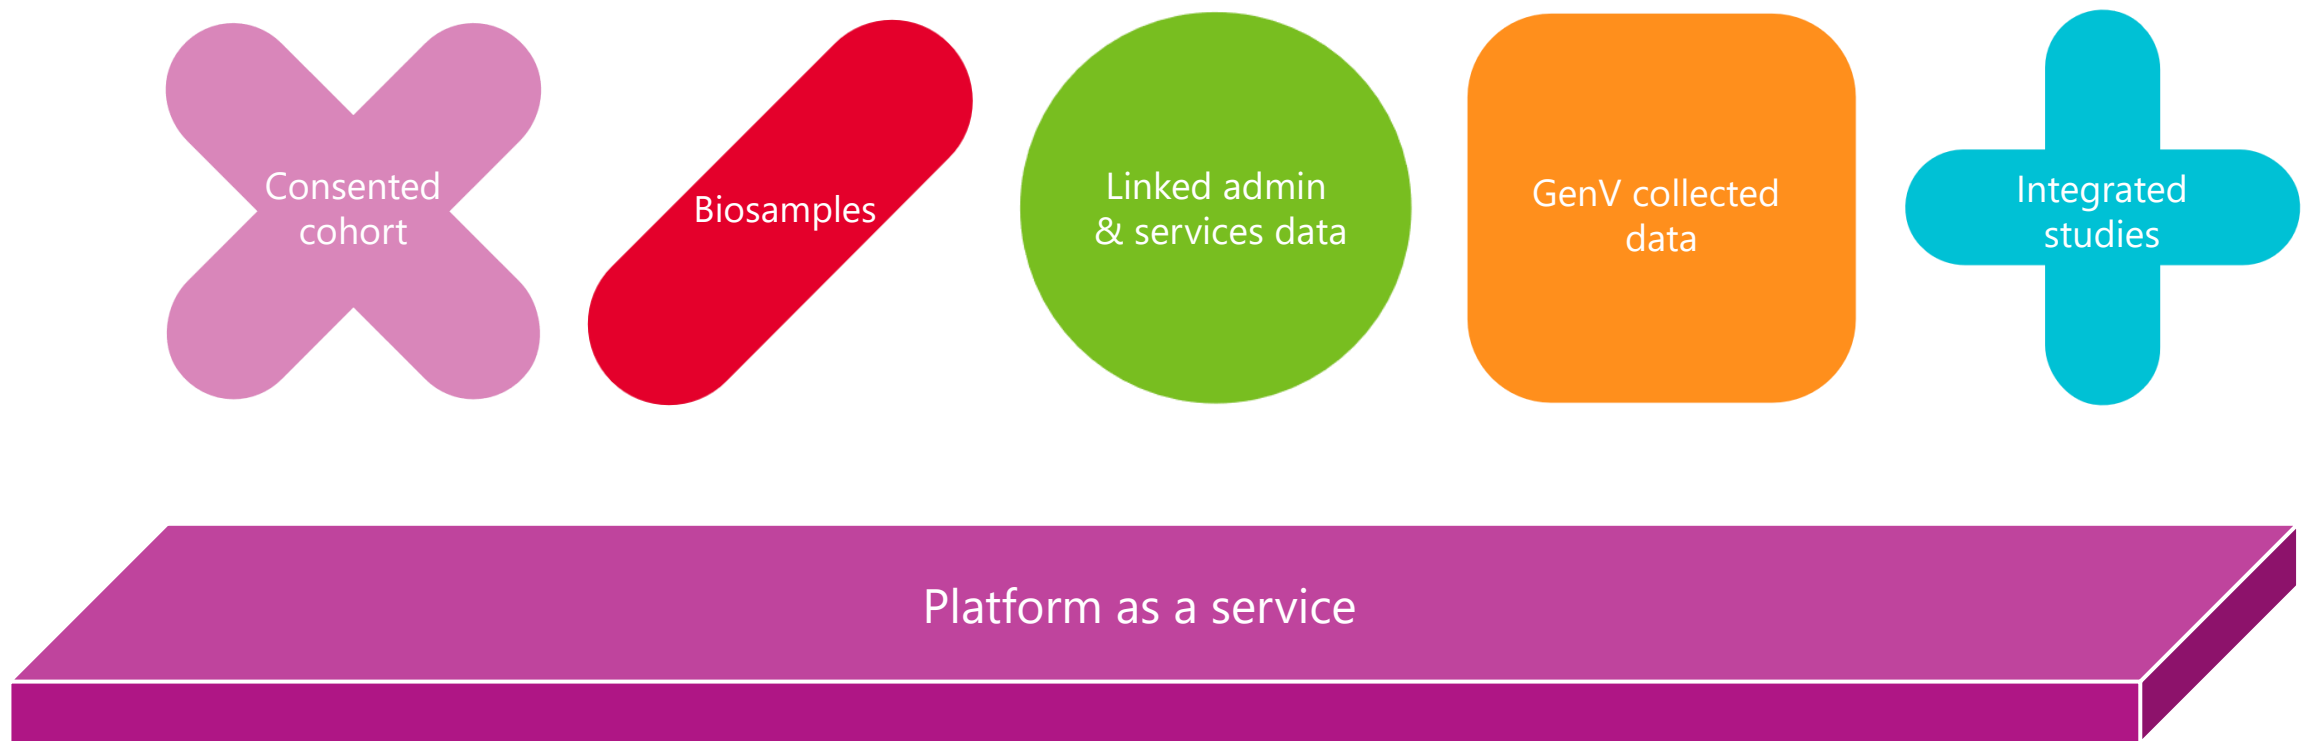 Consented
cohort
Biosamples
Linked admin
& services data
GenV collected
data
Integrated
studies
Platform as a service